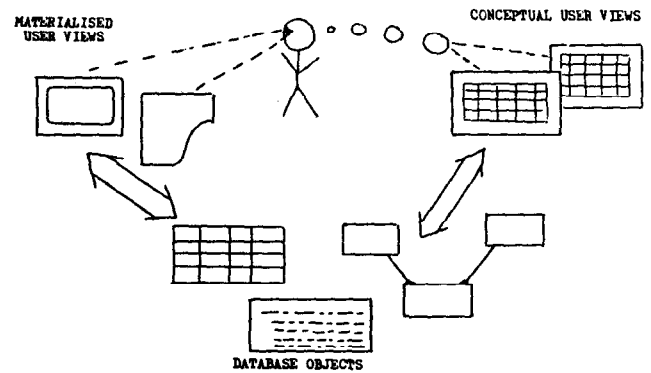 MATERIALISED
USER VIEWS
CONCEPTUAL USER VIEWS
DATABASE OBJECTS